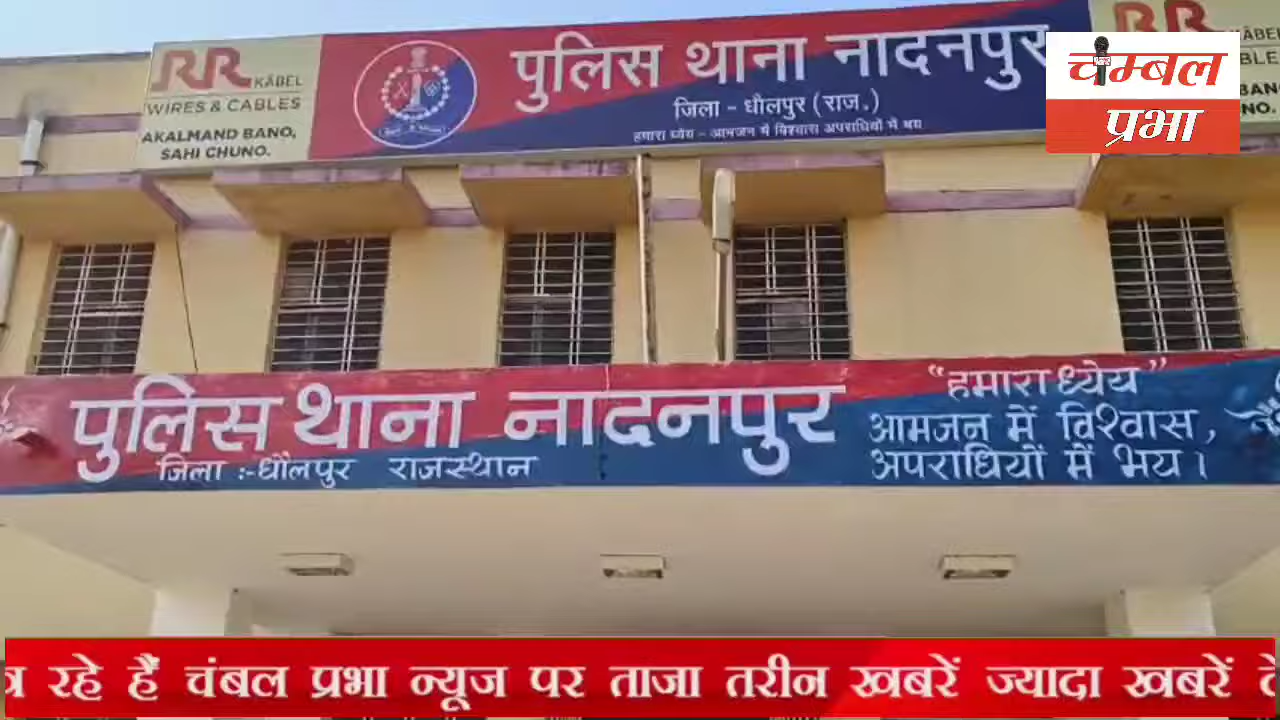 RR KABEL
WIRES & CABLES
AKALMAND BANO,
SAHI CHUNO.
पुलिस थाना नादनपुर
जिला - धौलपुर (राज.)
हमारा ध्येय - आमजन में विश्वास अपराधियों में भय
RR
चम्बल
प्रभा
पुलिस थाना नादनपुर
जिला :- धौलपुर राजस्थान
"हमारा ध्येय"
आमजन में विश्वास,
अपराधियों में भय।
रहे हैं चंबल प्रभा न्यूज पर ताजा तरीन खबरें ज्यादा खबरें